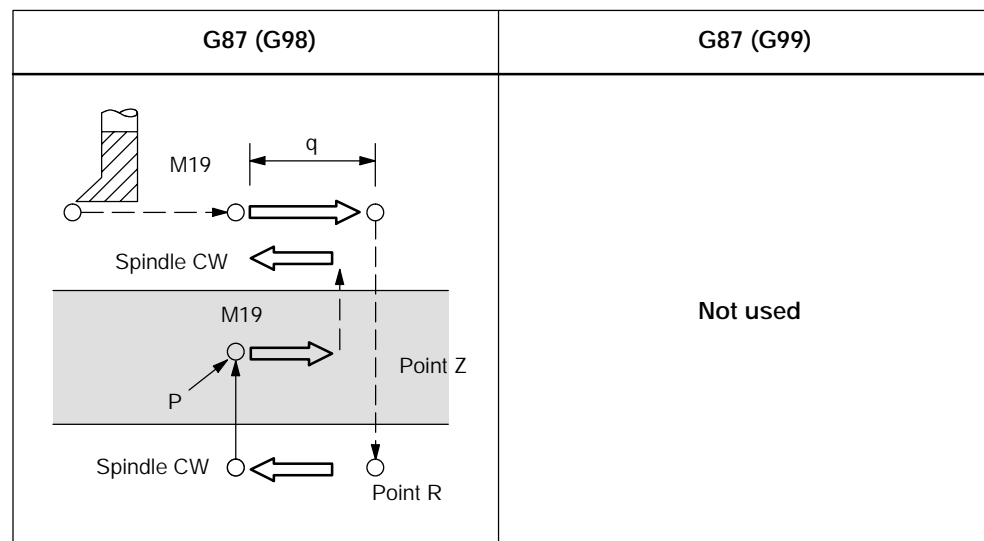 G87 (G98)
G87 (G99)
M19
q
Spindle CW
M19
Not used
Point Z
P
Spindle CW
Point R